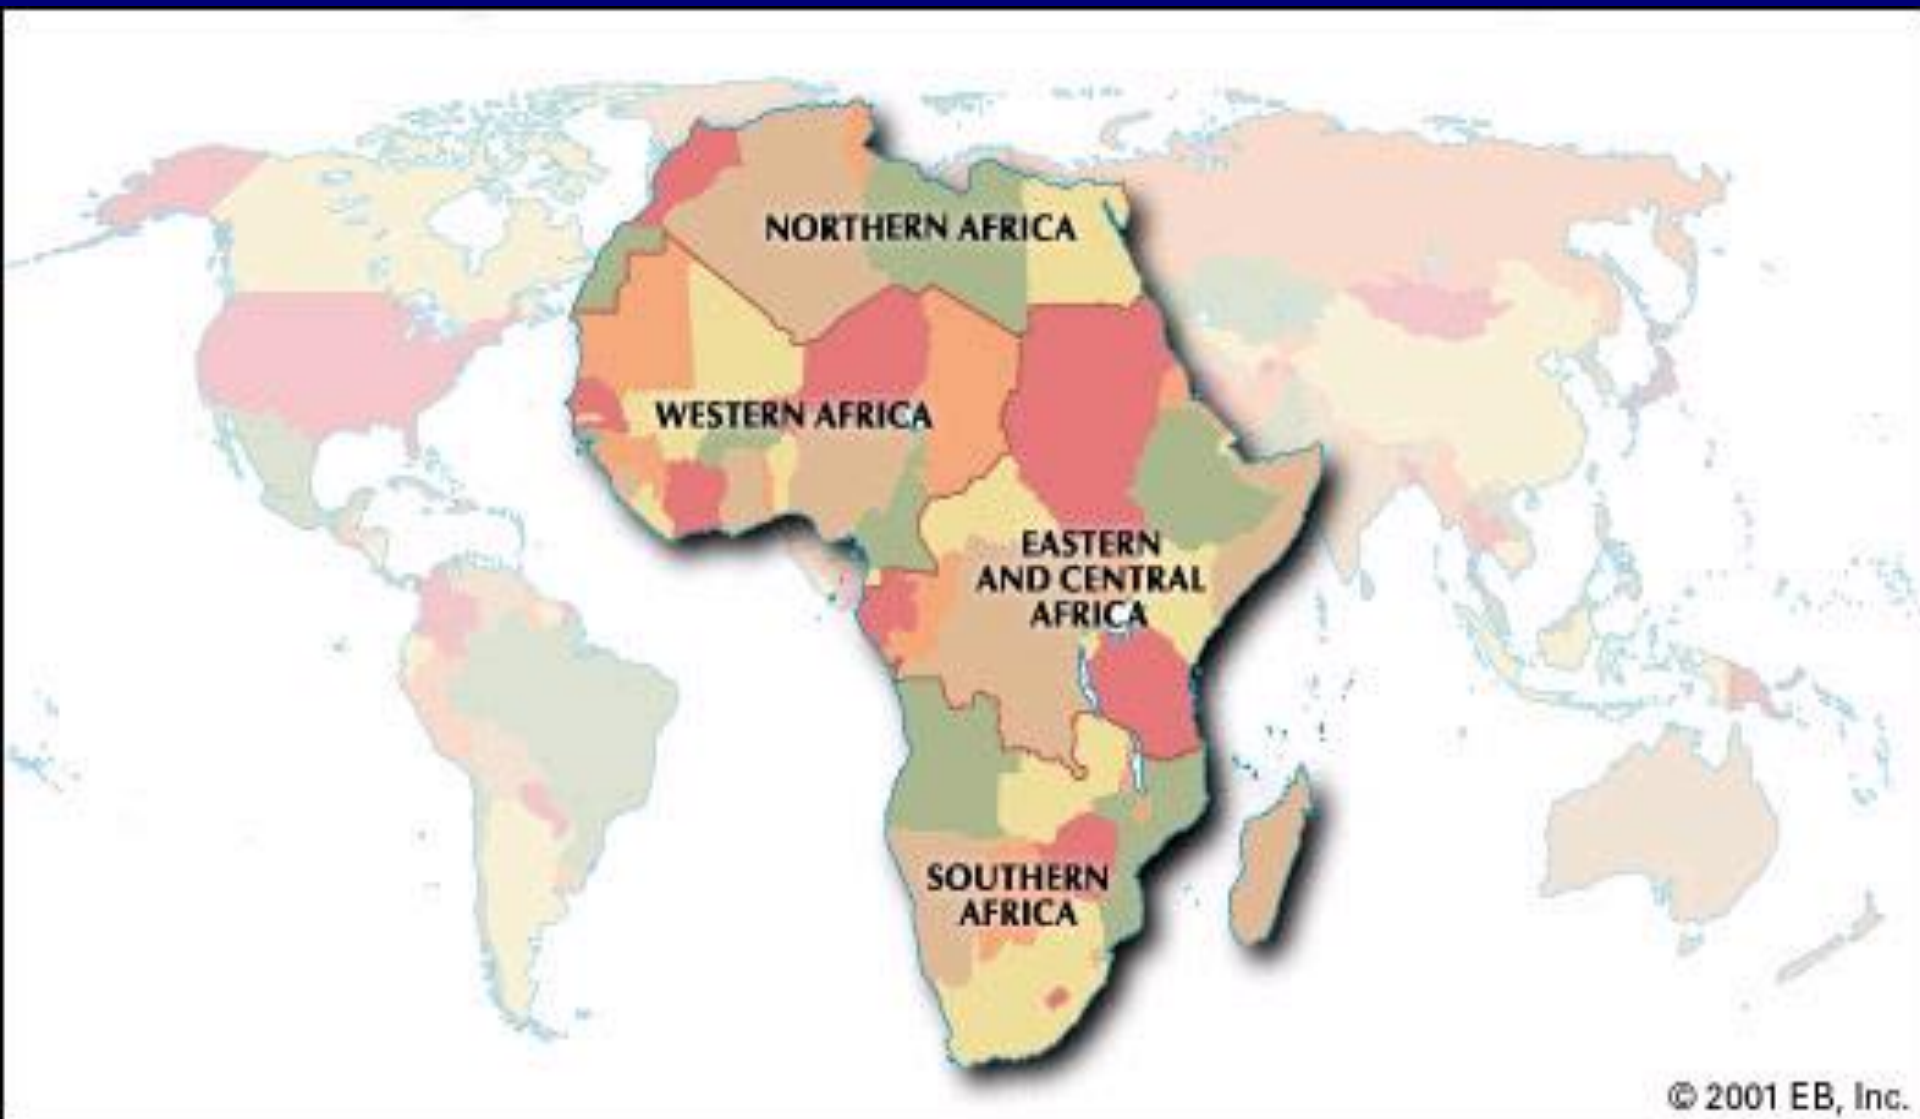 NORTHERN AFRICA
WESTERN AFRICA
EASTERN
AND CENTRAL
AFRICA
SOUTHERN
AFRICA
© 2001 EB, Inc.